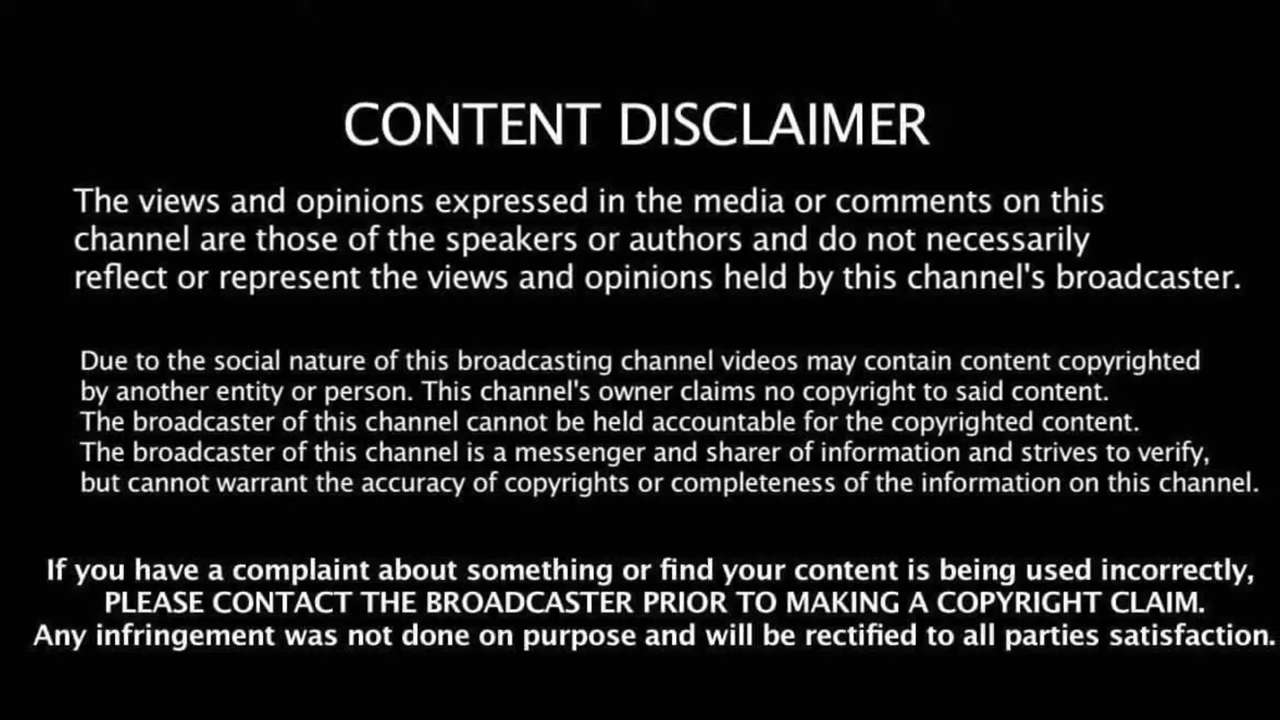 CONTENT DISCLAIMER
The views and opinions expressed in the media or comments on this
channel are those of the speakers or authors and do not necessarily
reflect or represent the views and opinions held by this channel's broadcaster.
Due to the social nature of this broadcasting channel videos may contain content copyrighted
by another entity or person. This channel's owner claims no copyright to said content.
The broadcaster of this channel cannot be held accountable for the copyrighted content.
The broadcaster of this channel is a messenger and sharer of information and strives to verify,
but cannot warrant the accuracy of copyrights or completeness of the information on this channel.
If you have a complaint about something or find your content is being used incorrectly,
PLEASE CONTACT THE BROADCASTER PRIOR TO MAKING A COPYRIGHT CLAIM.
Any infringement was not done on purpose and will be rectified to all parties satisfaction.